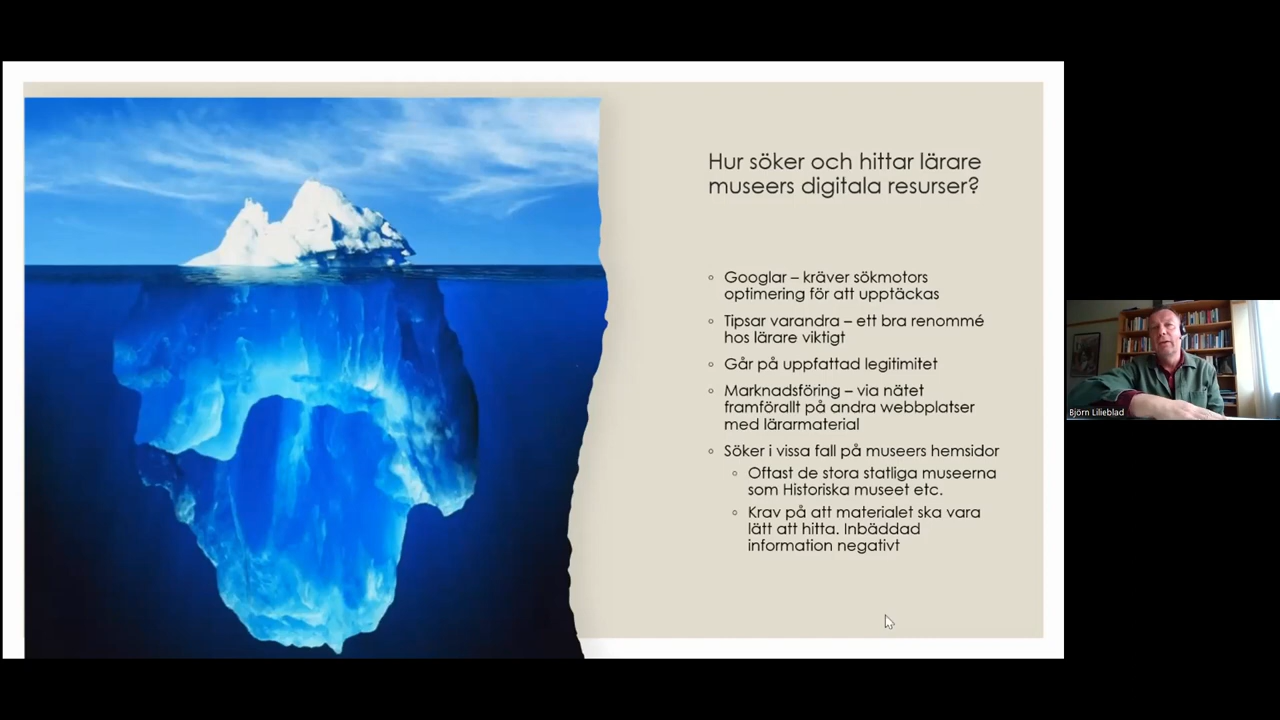 Hur söker och hittar lärare
museers digitala resurser?
Googlar – kräver sökmotors
optimering för att upptäckas
Tipsar varandra – ett bra renommé
hos lärare viktigt
Går på uppfattad legitimitet
Marknadsföring – via nätet
framförallt på andra webbplatser
med lärarmaterial
Söker i vissa fall på museers hemsidor
Oftast de stora statliga museerna
som Historiska museet etc.
Krav på att materialet ska vara
lätt att hitta. Inbäddad
information negativt
Björn Lilieblad